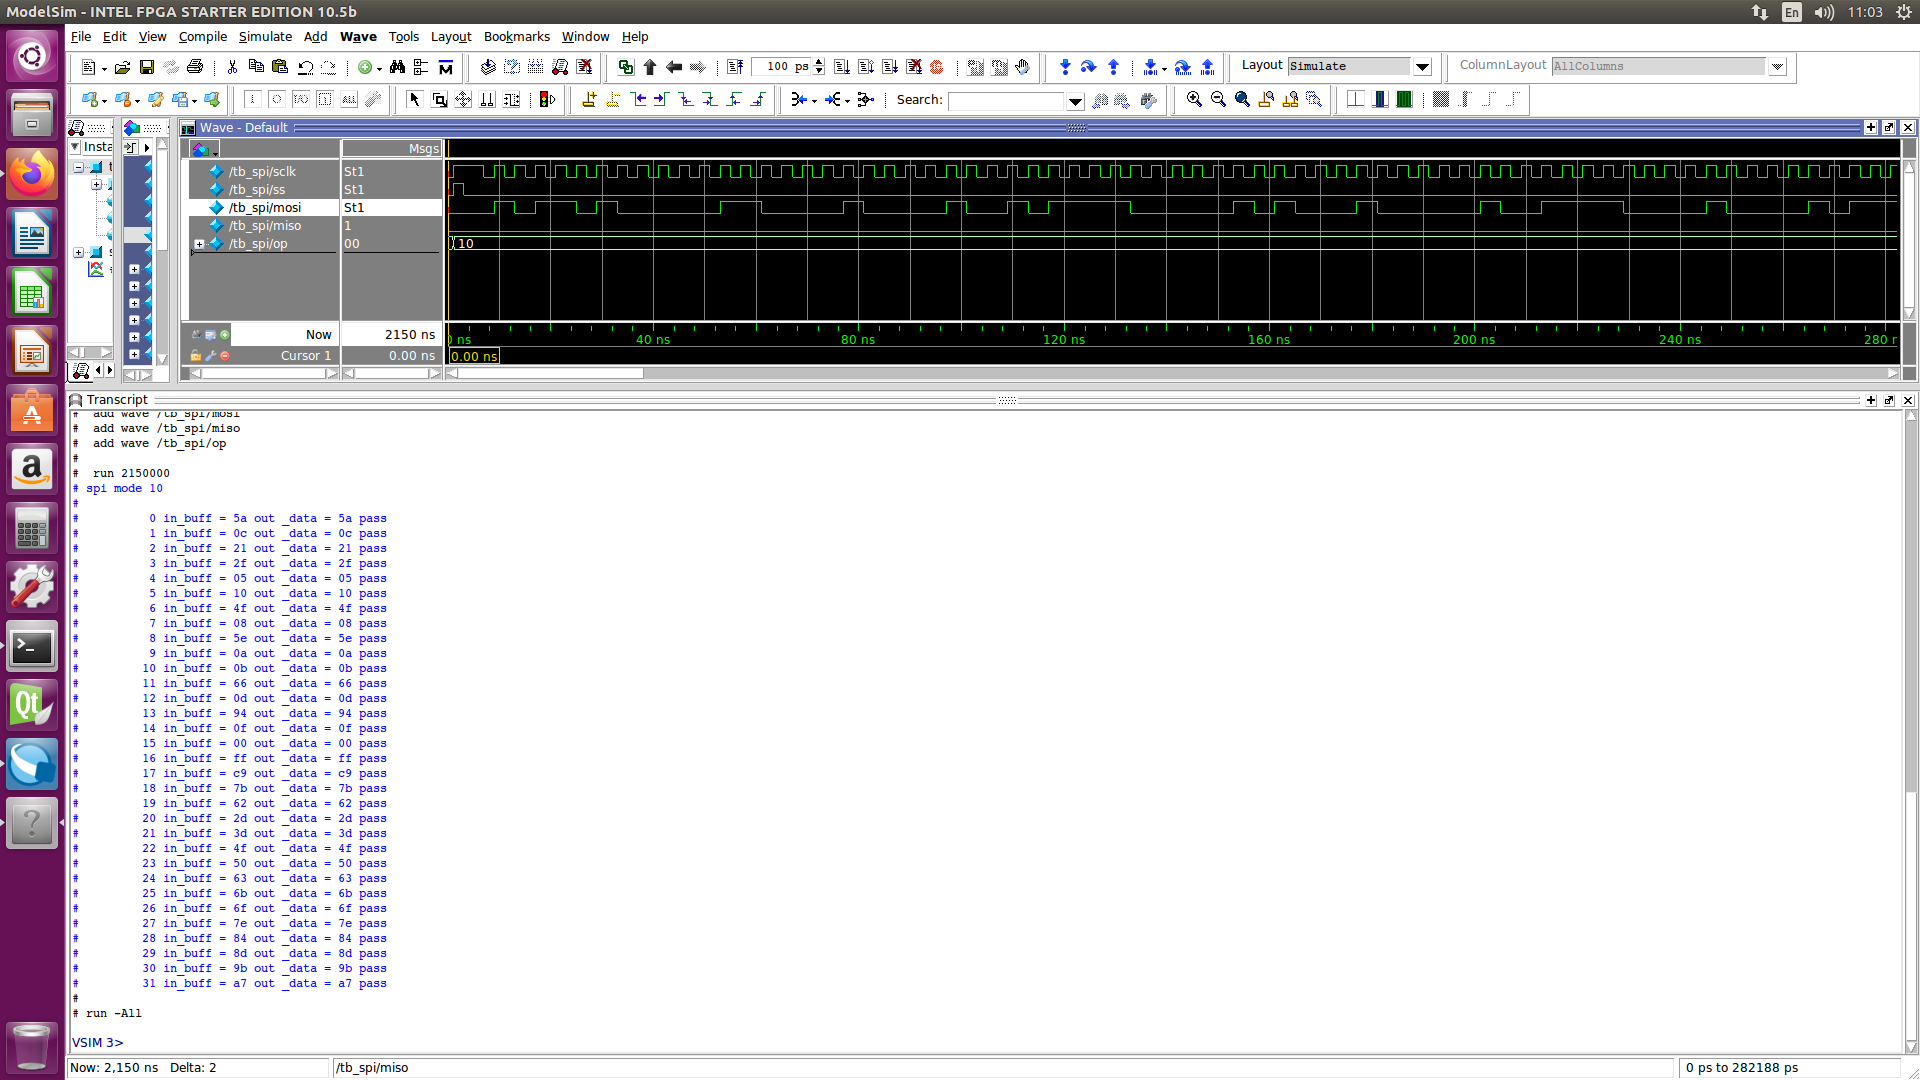 ModelSim - INTEL FPGA STARTER EDITION 10.5b
En
11:03
File Edit View Compile Simulate Add Wave Tools Layout Bookmarks Window Help
100 ps
Layout Simulate
ColumnLayout AllColumns
Search:
Wave - Default
Insta
Msgs
/tb_spi/sclk St1
/tb_spi/ss St1
/tb_spi/mosi St1
/tb_spi/miso 1
/tb_spi/op 00
10
Now 2150 ns
Cursor 1 0.00 ns
ns 40 ns 80 ns 120 ns 160 ns 200 ns 240 ns 280
0.00 ns
Transcript
# add wave /tb_spi/mosi
# add wave /tb_spi/miso
# add wave /tb_spi/op
#
# run 2150000
# spi mode 10
#
# 0 in_buff = 5a out _data = 5a pass
# 1 in_buff = 0c out _data = 0c pass
# 2 in_buff = 21 out _data = 21 pass
# 3 in_buff = 2f out _data = 2f pass
# 4 in_buff = 05 out _data = 05 pass
# 5 in_buff = 10 out _data = 10 pass
# 6 in_buff = 4f out _data = 4f pass
# 7 in_buff = 08 out _data = 08 pass
# 8 in_buff = 5e out _data = 5e pass
# 9 in_buff = 0a out _data = 0a pass
# 10 in_buff = 0b out _data = 0b pass
# 11 in_buff = 66 out _data = 66 pass
# 12 in_buff = 0d out _data = 0d pass
# 13 in_buff = 94 out _data = 94 pass
# 14 in_buff = 0f out _data = 0f pass
# 15 in_buff = 00 out _data = 00 pass
# 16 in_buff = ff out _data = ff pass
# 17 in_buff = c9 out _data = c9 pass
# 18 in_buff = 7b out _data = 7b pass
# 19 in_buff = 62 out _data = 62 pass
# 20 in_buff = 2d out _data = 2d pass
# 21 in_buff = 3d out _data = 3d pass
# 22 in_buff = 4f out _data = 4f pass
# 23 in_buff = 50 out _data = 50 pass
# 24 in_buff = 63 out _data = 63 pass
# 25 in_buff = 6b out _data = 6b pass
# 26 in_buff = 6f out _data = 6f pass
# 27 in_buff = 7e out _data = 7e pass
# 28 in_buff = 84 out _data = 84 pass
# 29 in_buff = 8d out _data = 8d pass
# 30 in_buff = 9b out _data = 9b pass
# 31 in_buff = a7 out _data = a7 pass
#
# run -All
VSIM 3>
Now: 2,150 ns Delta: 2 /tb_spi/miso 0 ps to 282188 ps